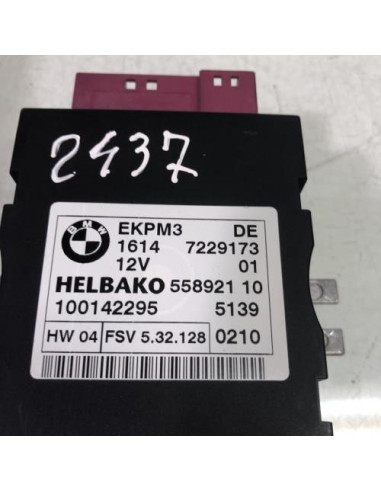 2437
BMW
EKPM3 DE
1614 7229173
12V 01
HELBAKO 558921 10
100142295 5139
HW 04 FSV 5.32.128 0210